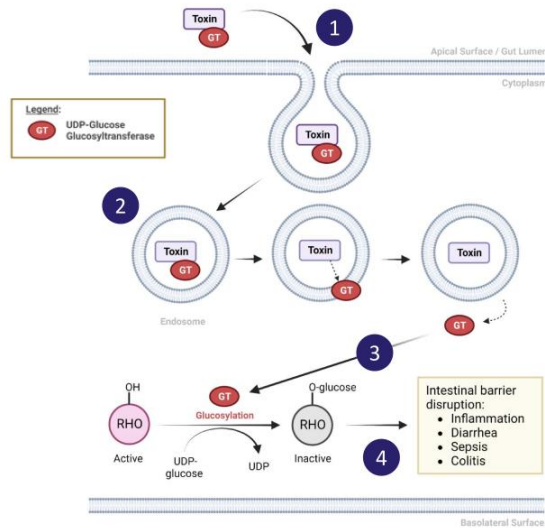 Toxin
GT
1
Apical Surface / Gut Lumen
Cytoplasm
Legend:
GT
UDP-Glucose
Glucosyltransferase
Toxin
GT
2
Toxin
GT
Toxin
GT
Toxin
GT
Endosome
3
OH
RHO
Active
GT
Glucosylation
UDP-
glucose
UDP
O-glucose
RHO
Inactive
4
Intestinal barrier
disruption:
• Inflammation
• Diarrhea
• Sepsis
• Colitis
Basolateral Surface